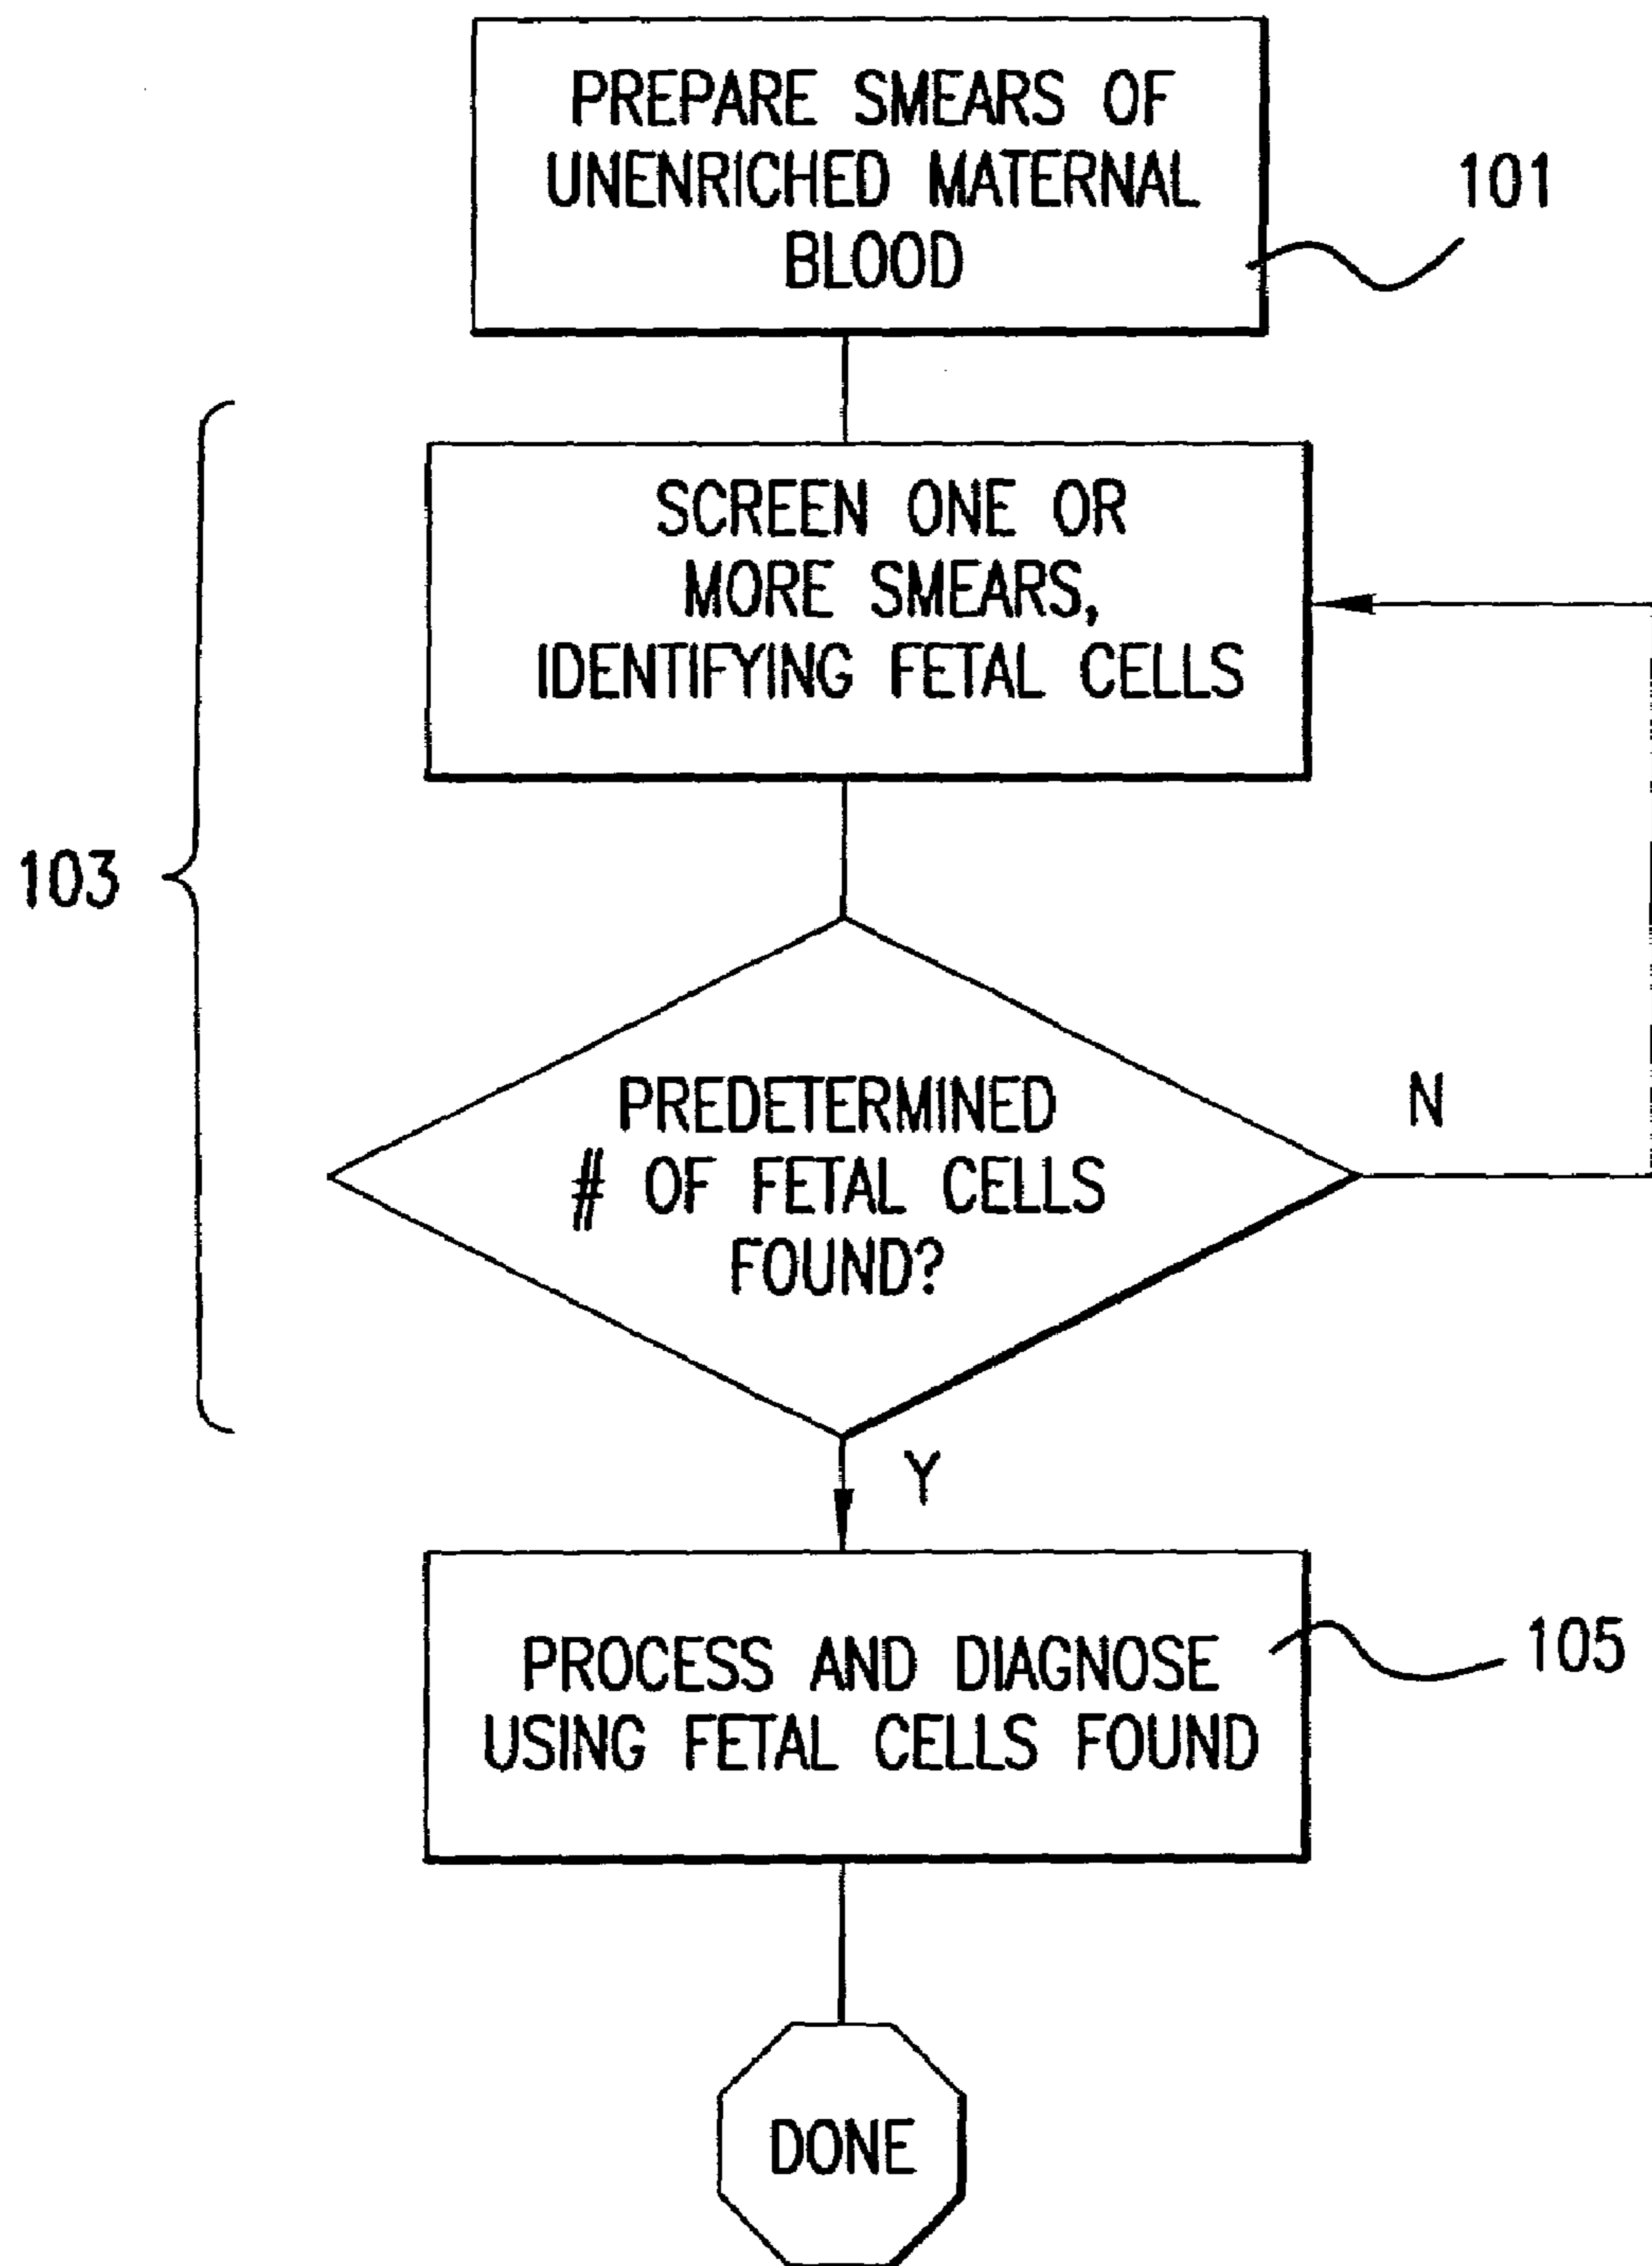 PREPARE SMEARS OF
UNENRICHED MATERNAL
BLOOD
101
SCREEN ONE OR
MORE SMEARS,
IDENTIFYING FETAL CELLS
103
PREDETERMINED
# OF FETAL CELLS
FOUND?
N
Y
PROCESS AND DIAGNOSE
USING FETAL CELLS FOUND
105
DONE